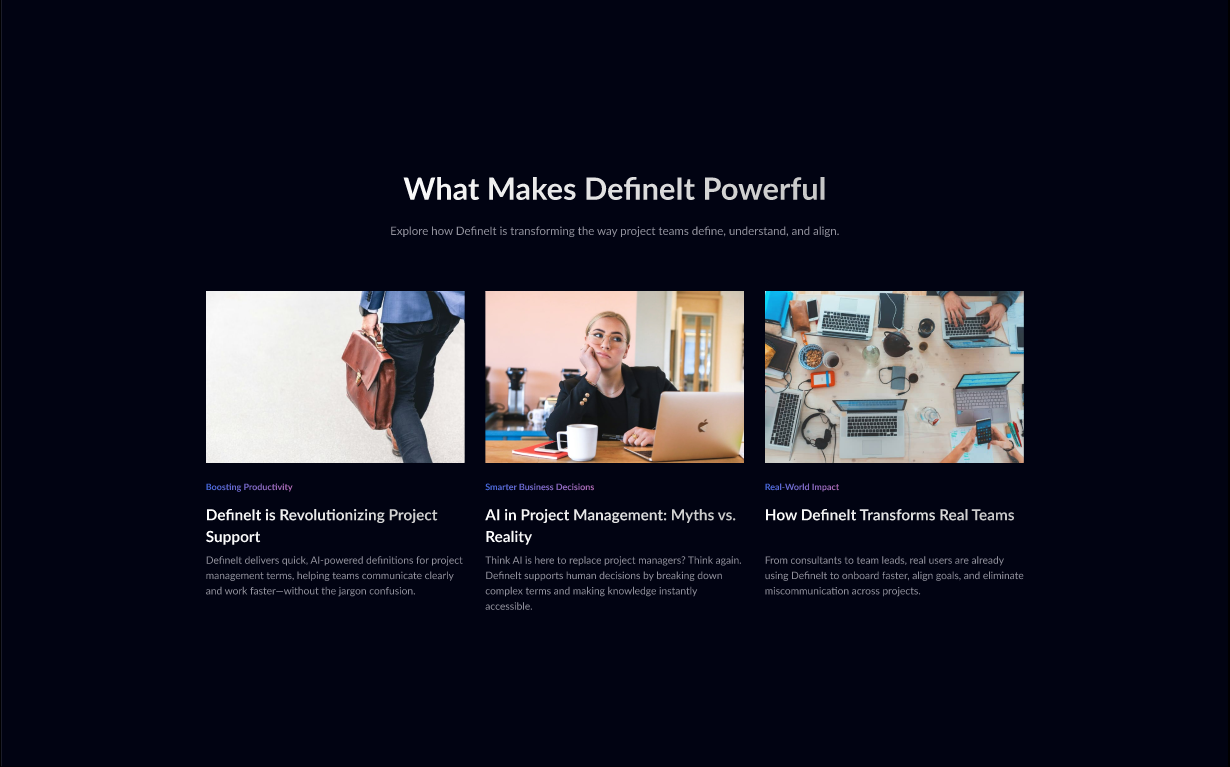 What Makes DefineIt Powerful
Explore how DefineIt is transforming the way project teams define, understand, and align.
Boosting Productivity
DefineIt is Revolutionizing Project
Support
DefineIt delivers quick, AI-powered definitions for project
management terms, helping teams communicate clearly
and work faster—without the jargon confusion.
Smarter Business Decisions
AI in Project Management: Myths vs.
Reality
Think AI is here to replace project managers? Think again.
DefineIt supports human decisions by breaking down
complex terms and making knowledge instantly
accessible.
Real-World Impact
How DefineIt Transforms Real Teams
From consultants to team leads, real users are already
using DefineIt to onboard faster, align goals, and eliminate
miscommunication across projects.